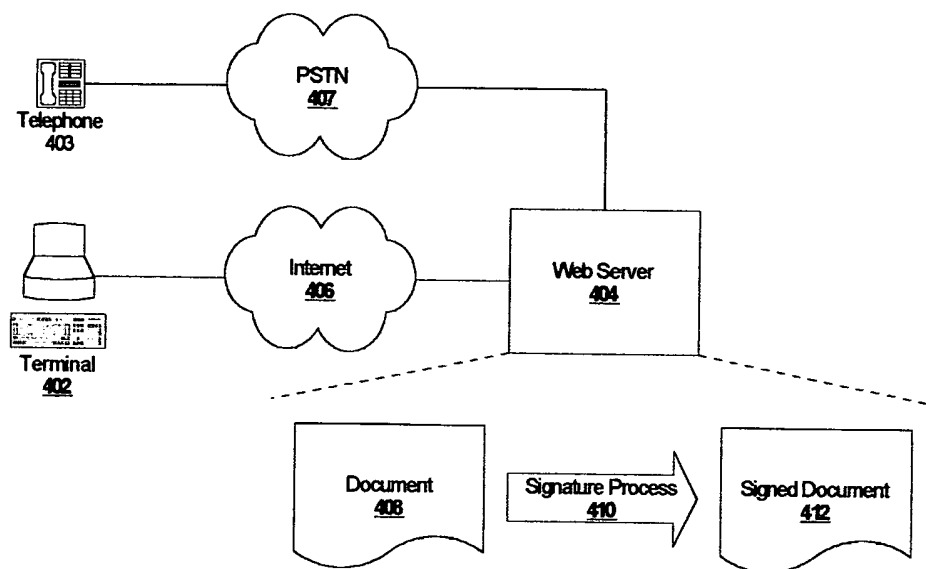 PSTN
407
Telephone
403
Internet
406
Web Server
404
Terminal
402
Document
408
Signature Process
410
Signed Document
412